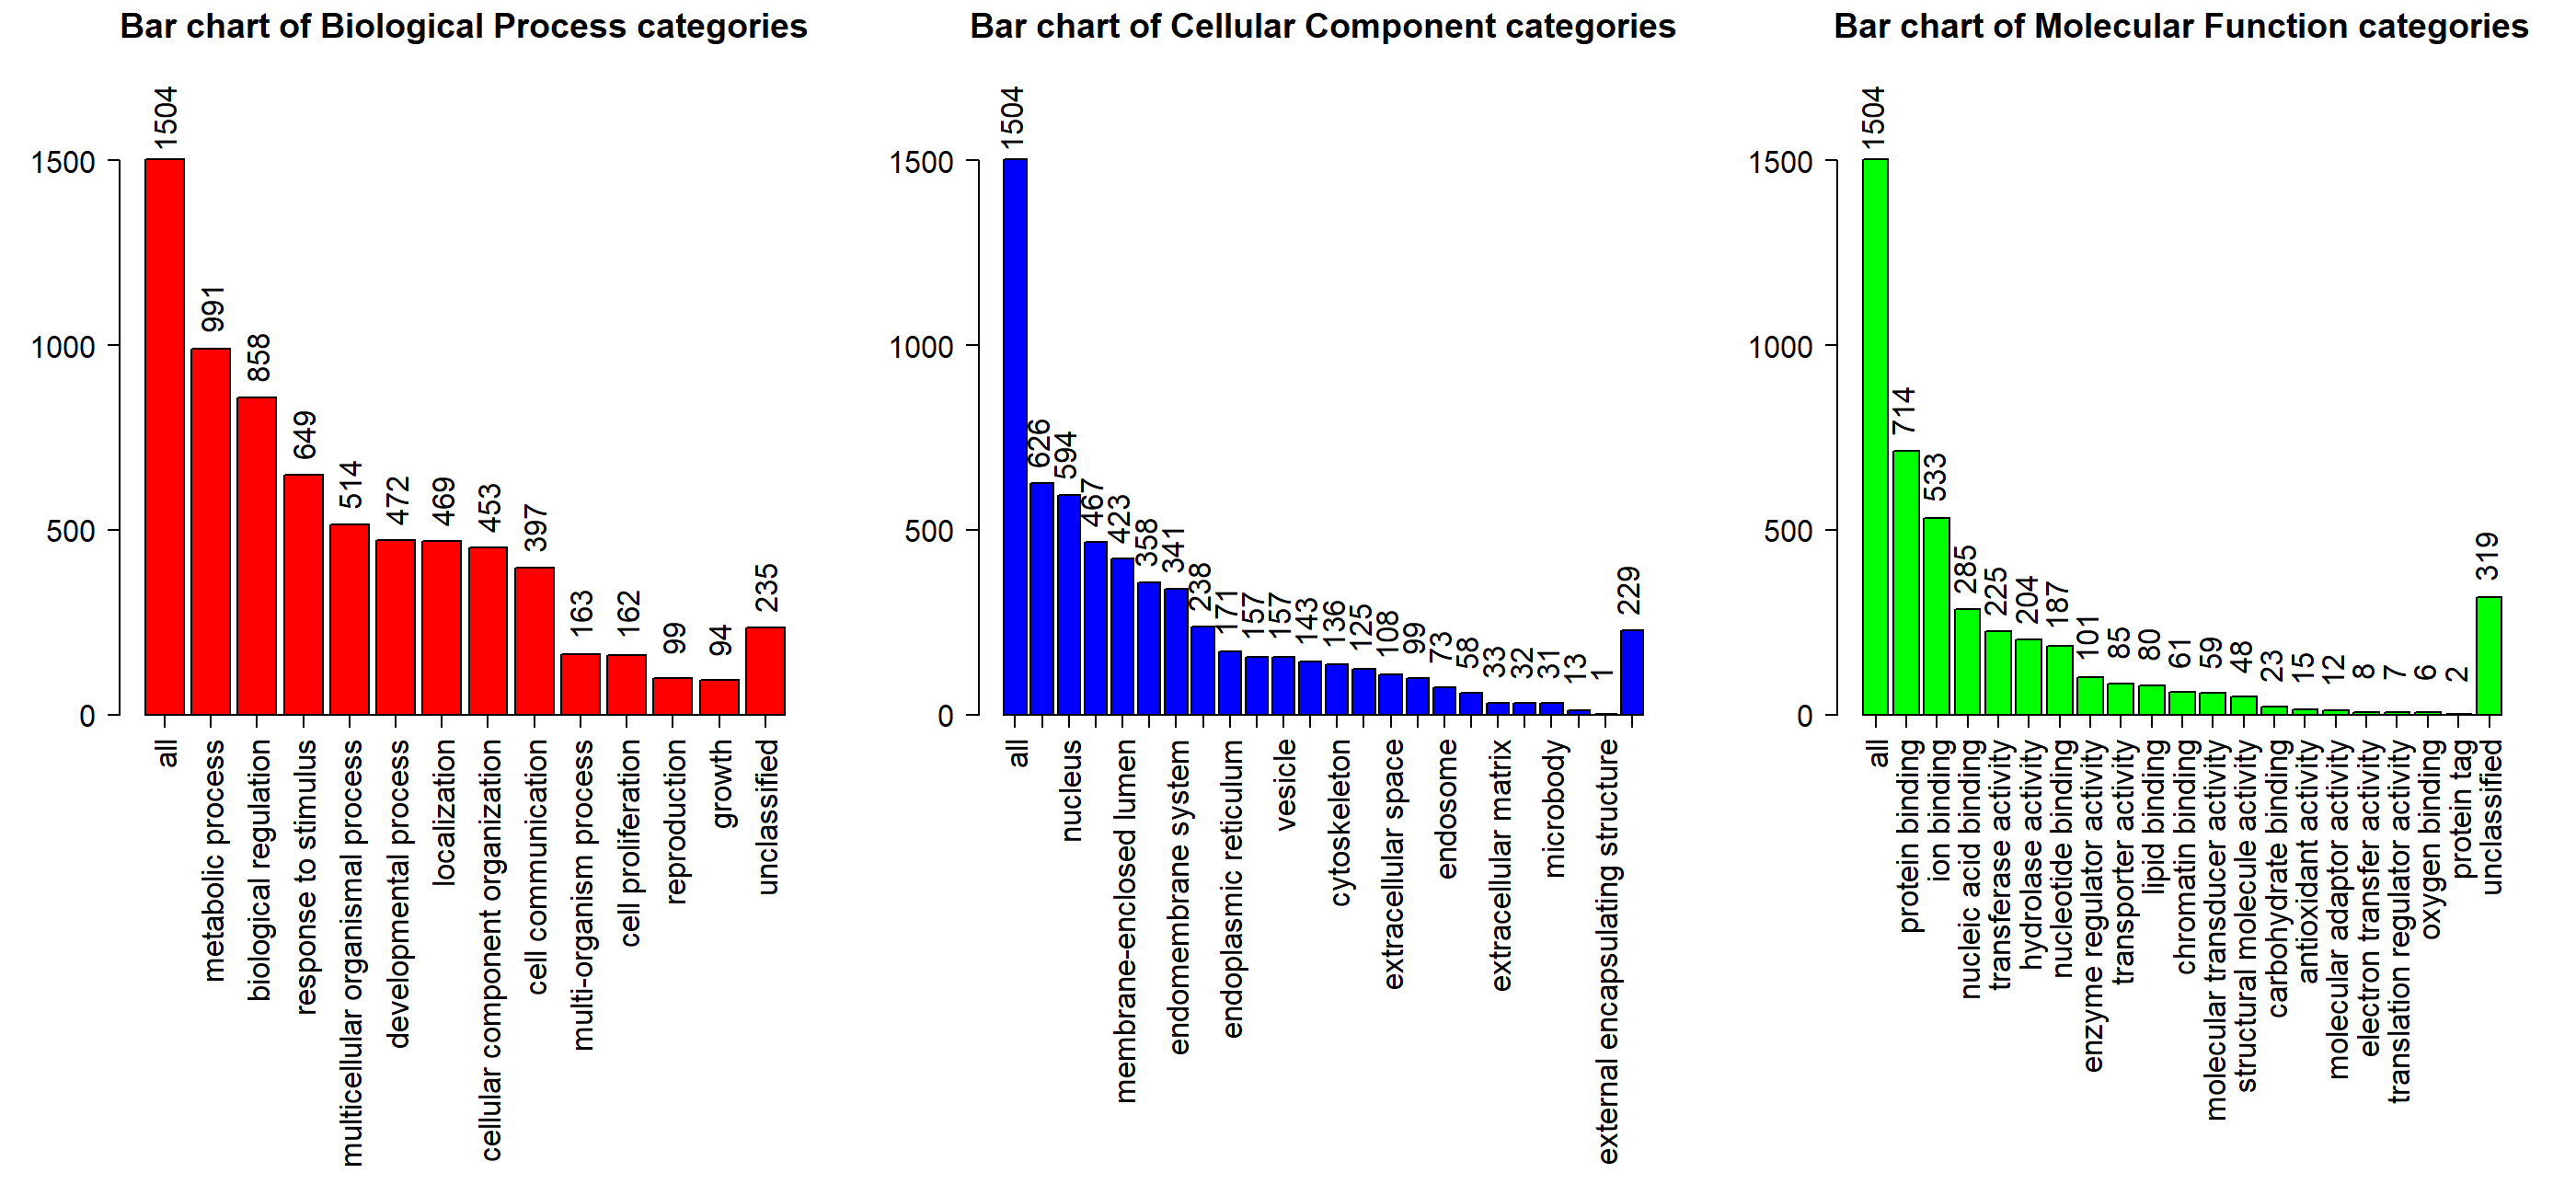 Bar chart of Biological Process categories
1500
1000
500
0
1504
991
858
649
514
472
469
453
397
163
162
99
94
235
all
metabolic process
biological regulation
response to stimulus
multicellular organismal process
developmental process
localization
cellular component organization
cell communication
multi-organism process
cell proliferation
reproduction
growth
unclassified
Bar chart of Cellular Component categories
1500
1000
500
0
1504
626
594
467
423
358
341
238
171
157
157
143
136
125
108
99
73
58
33
32
31
13
1
229
all
nucleus
membrane-enclosed lumen
endomembrane system
endoplasmic reticulum
vesicle
cytoskeleton
extracellular space
endosome
extracellular matrix
microbody
external encapsulating structure
Bar chart of Molecular Function categories
1500
1000
500
0
1504
714
533
285
225
204
187
101
85
80
61
59
48
23
15
12
8
7
6
2
319
all
protein binding
ion binding
nucleic acid binding
transferase activity
hydrolase activity
nucleotide binding
enzyme regulator activity
transporter activity
lipid binding
chromatin binding
molecular transducer activity
structural molecule activity
carbohydrate binding
antioxidant activity
molecular adaptor activity
electron transfer activity
translation regulator activity
oxygen binding
protein tag
unclassified